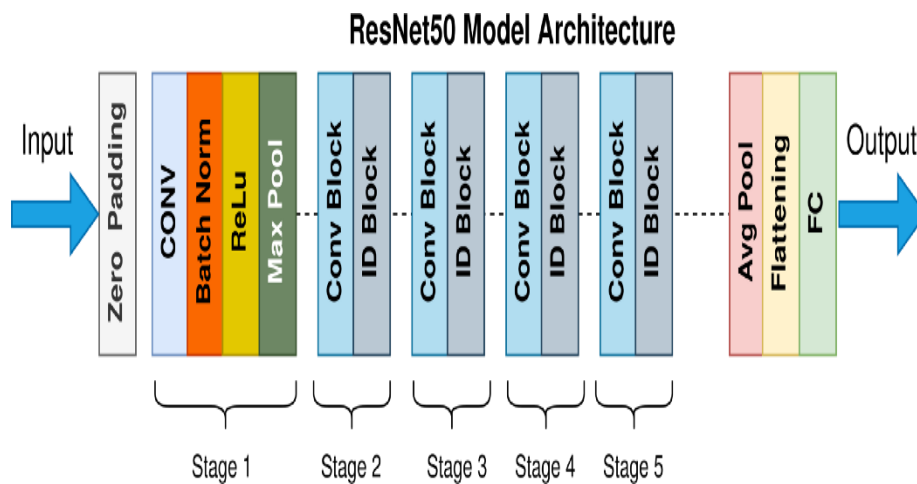 ResNet50 Model Architecture
Input
Zero Padding
CONV
Batch Norm
ReLu
Max Pool
Conv Block
ID Block
Conv Block
ID Block
Conv Block
ID Block
Conv Block
ID Block
Avg Pool
Flattening
FC
Output
Stage 1
Stage 2
Stage 3
Stage 4
Stage 5